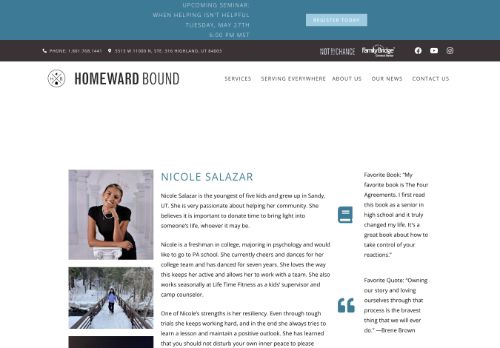 UPCOMING SEMINAR:
WHEN HELPING ISN'T HELPFUL
TUESDAY, MAY 27TH
6:00 PM MST
REGISTER TODAY
PHONE: 1.881.768.1441
5513 W 11000 N, STE. 316 HIGHLAND, UT 84003
NOT BY CHANCE
FamilyBridge
HOMEWARD BOUND
SERVICES
SERVING EVERYWHERE
ABOUT US
OUR NEWS
CONTACT US
NICOLE SALAZAR
Nicole Salazar is the youngest of five kids and grew up in Sandy,
UT. She is very passionate about helping her community. She
believes it is important to donate time to bring light into
someone's life, whoever it may be.
Nicole is a freshman in college, majoring in psychology and would
like to go to PA school. She currently cheers and dances for her
college team and has danced for seven years. She loves the way
this keeps her active and allows her to work with a team. She also
works seasonally at Life Time Fitness as a kids' supervisor and
camp counselor.
One of Nicole's strengths is her resiliency. Even through tough
trials she keeps working hard, and in the end she always tries to
learn a lesson and maintain a positive outlook. She has learned
that you should not disturb your own inner peace to please
Favorite Book: "My
favorite book is The Four
Agreements. I first read
this book as a senior in
high school and it truly
changed my life. It's a
great book about how to
take control of your
reactions."
Favorite Quote: "Owning
our story and loving
ourselves through that
process is the bravest
thing that we will ever
do." —Brene Brown